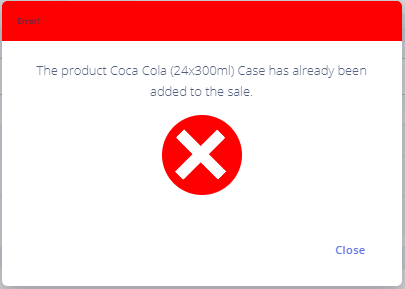 Error!
The product Coca Cola (24x300ml) Case has already been
added to the sale.
Close